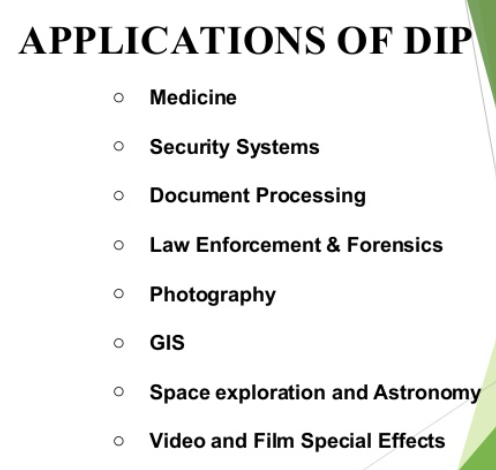 APPLICATIONS OF DIP
Medicine
Security Systems
Document Processing
Law Enforcement & Forensics
Photography
GIS
Space exploration and Astronomy
Video and Film Special Effects